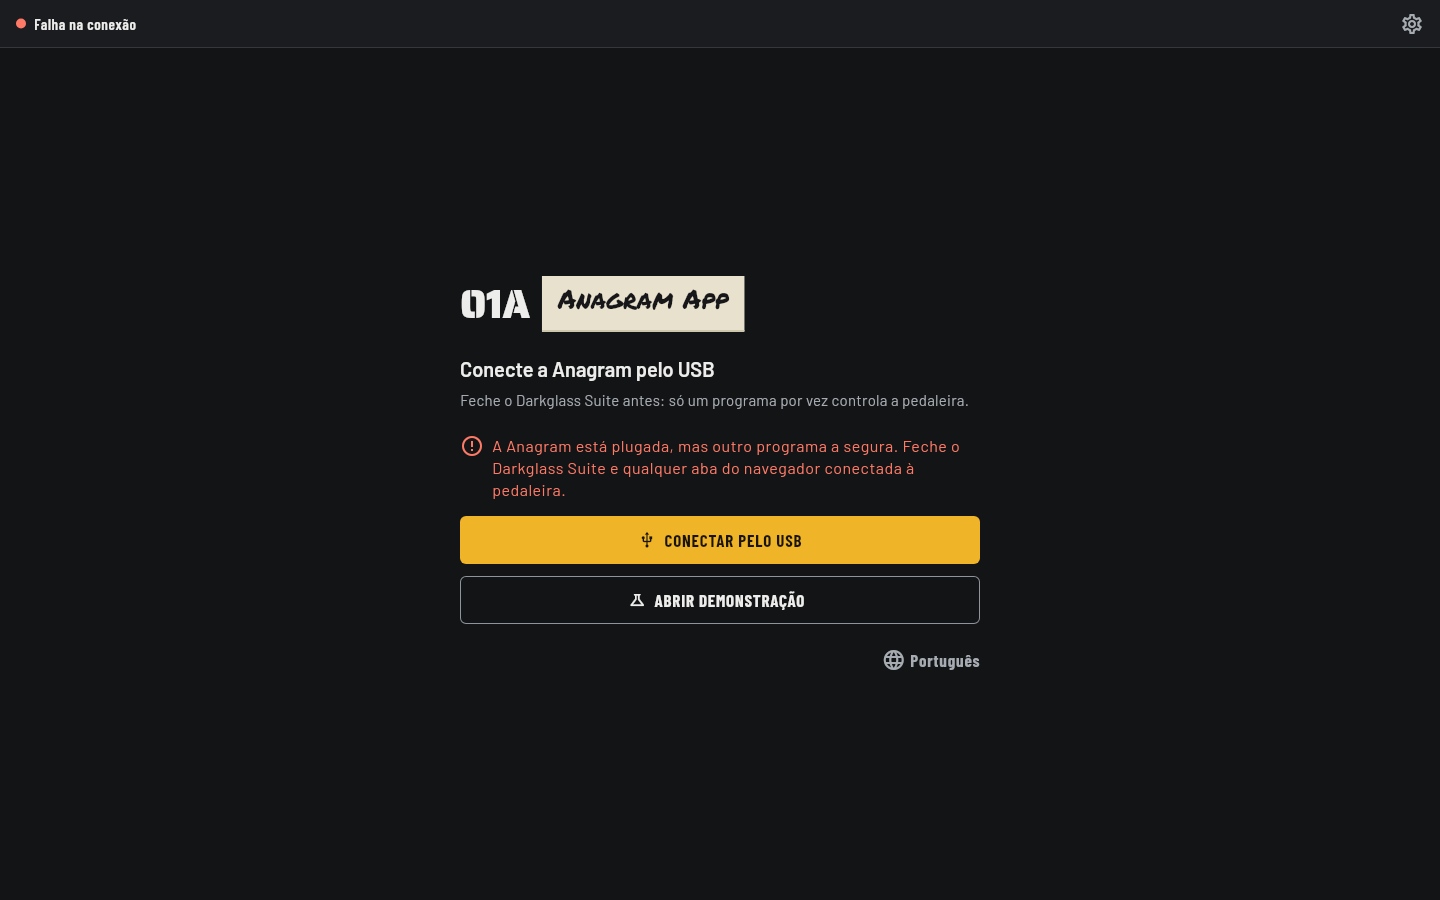 Falha na conexão
01A Anagram App
Conecte a Anagram pelo USB
Feche o Darkglass Suite antes: só um programa por vez controla a pedaleira.
A Anagram está plugada, mas outro programa a segura. Feche o
Darkglass Suite e qualquer aba do navegador conectada à
pedaleira.
CONECTAR PELO USB
ABRIR DEMONSTRAÇÃO
Português